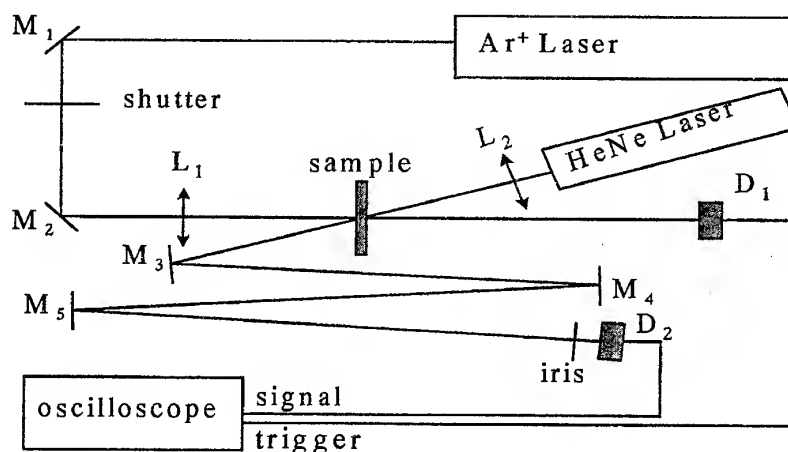 M1
Ar+ Laser
shutter
HeNe Laser
L2
sample
L1
D1
M2
M3
M4
M5
D2
iris
signal
oscilloscope
trigger